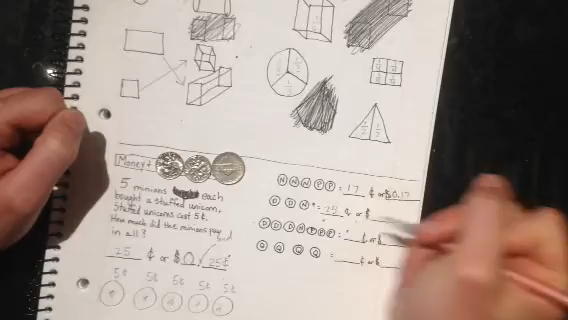 Money +
5 minions each
bought a stuffed unicorn,
Stuffed unicorns cost 5¢.
How much did the minions pay
in all?
25 ¢ or $0.25¢
5¢ 5¢ 5¢ 5¢ 5¢
N N N P P = 17 ¢ or $0.17
D D N = 25 ¢ or $
D D D N P P P = ¢ or $
Q Q Q Q = ¢ or $